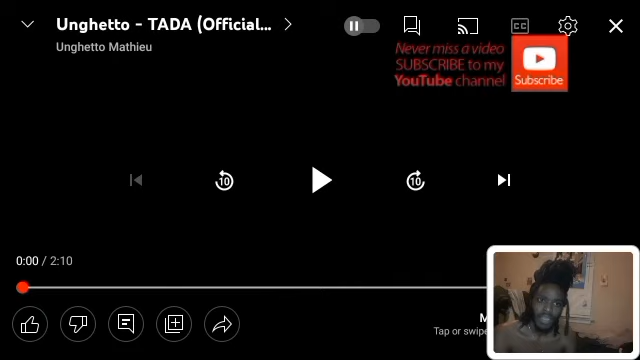 Unghetto - TADA (Official...
Unghetto Mathieu
CC
Never miss a video
SUBSCRIBE to my
YouTube channel
Subscribe
10
10
0:00 / 2:10
Tap or swipe